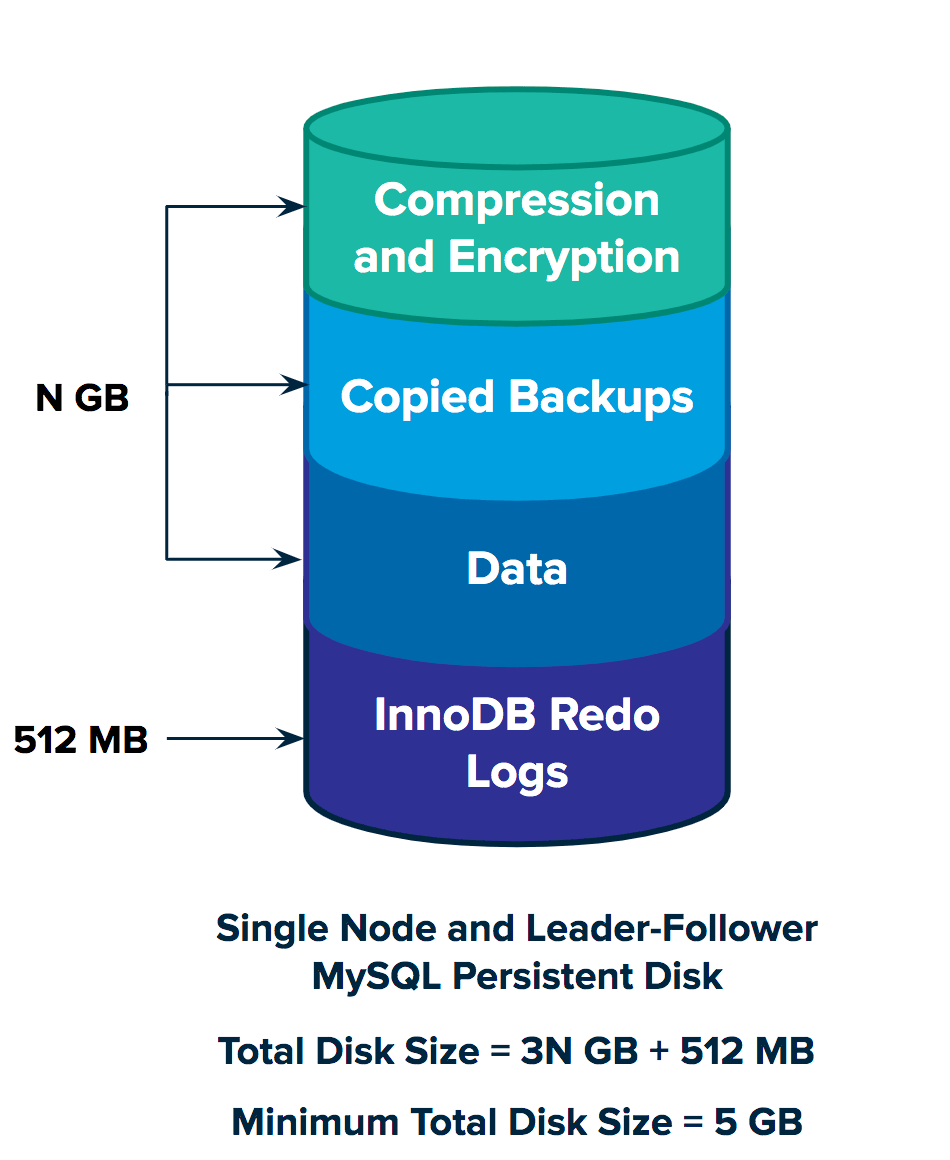 Compression
and Encryption
N GB
Copied Backups
Data
InnoDB Redo
Logs
512 MB
Single Node and Leader-Follower
MySQL Persistent Disk
Total Disk Size = 3N GB + 512 MB
Minimum Total Disk Size = 5 GB